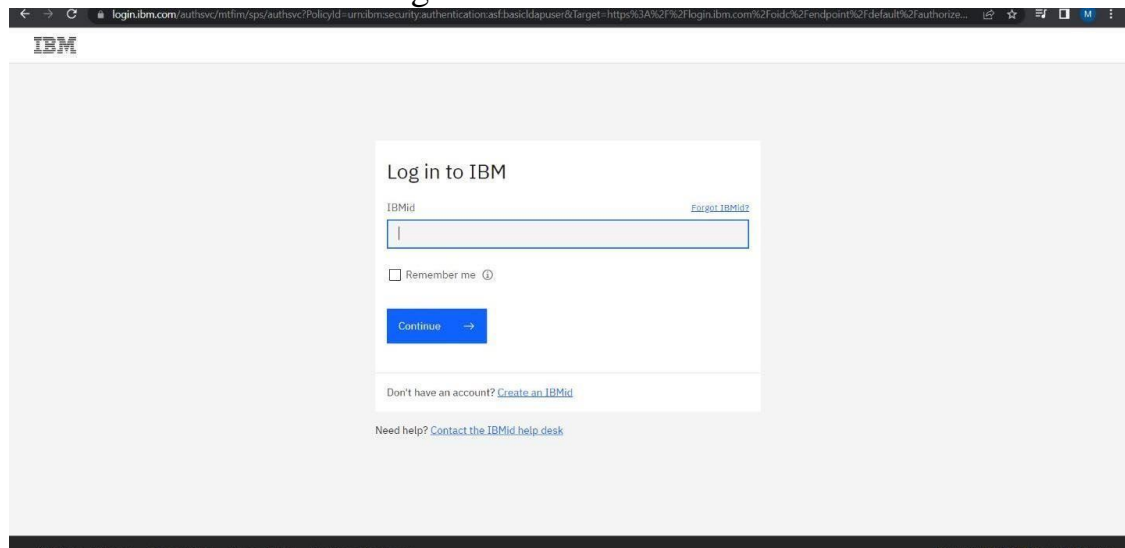 login.ibm.com/authsvc/mtfim/sps/authsvc?PolicyId=urn:ibm:security:authentication:asf:basicldapuser&Target=https%3A%2F%2Flogin.ibm.com%2Foidc%2Fendpoint%2Fdefault%2Fauthorize... M
IBM
Log in to IBM
IBMid Forgot IBMid?
Remember me
Continue →
Don't have an account? Create an IBMid
Need help? Contact the IBMid help desk